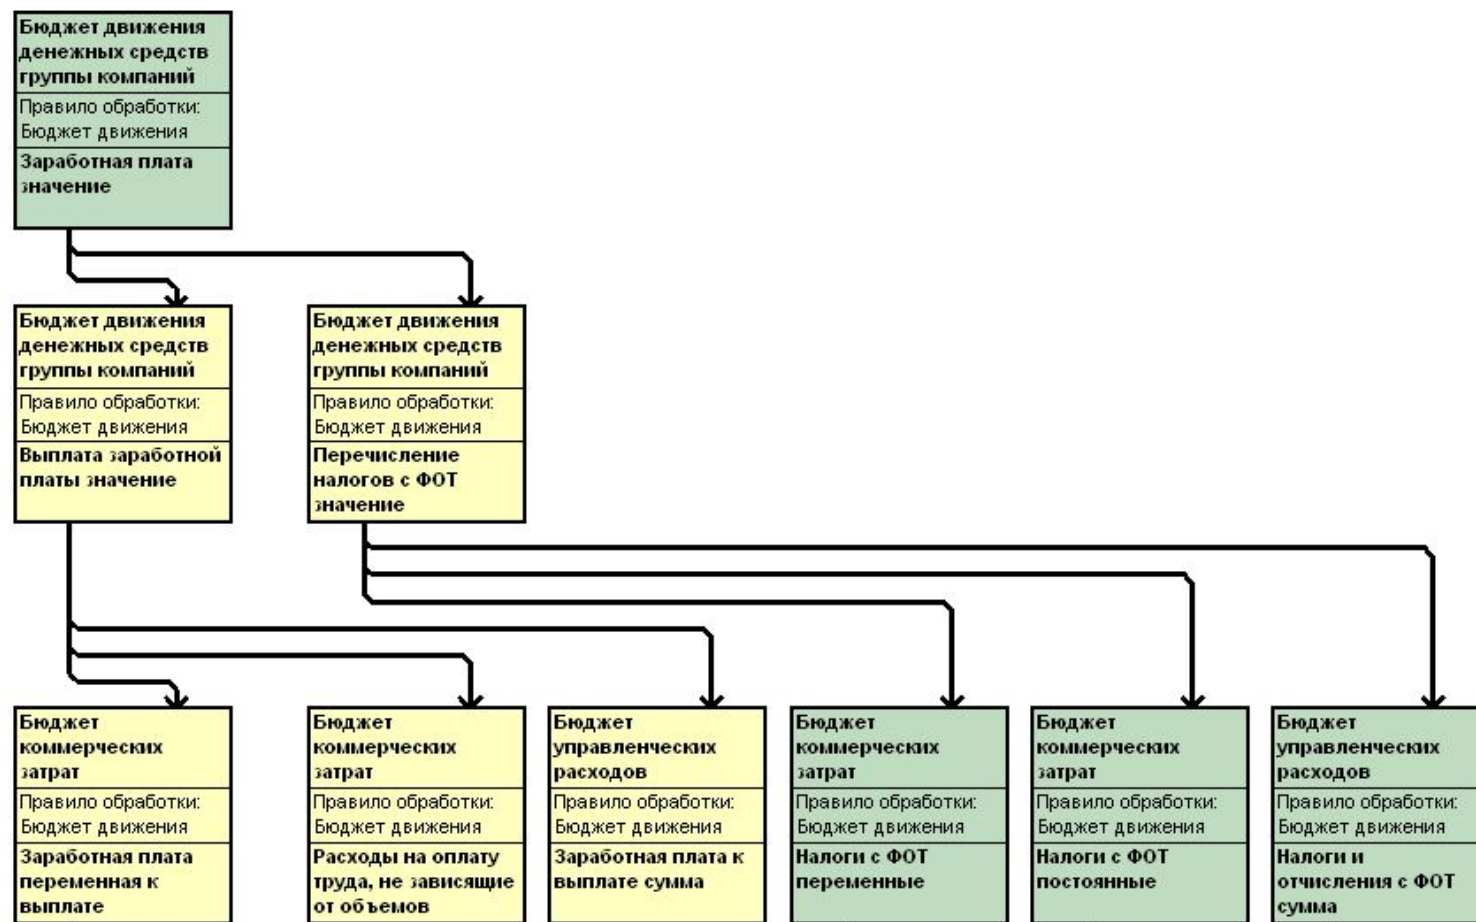 Бюджет движения
денежных средств
группы компаний
Правило обработки:
Бюджет движения
Заработная плата
значение
Бюджет движения
денежных средств
группы компаний
Правило обработки:
Бюджет движения
Выплата заработной
платы значение
Бюджет движения
денежных средств
группы компаний
Правило обработки:
Бюджет движения
Перечисление
налогов с ФОТ
значение
Бюджет
коммерческих
затрат
Правило обработки:
Бюджет движения
Заработная плата
переменная к
выплате
Бюджет
коммерческих
затрат
Правило обработки:
Бюджет движения
Расходы на оплату
труда, не зависящие
от объемов
Бюджет
управленческих
расходов
Правило обработки:
Бюджет движения
Заработная плата к
выплате сумма
Бюджет
коммерческих
затрат
Правило обработки:
Бюджет движения
Налоги с ФОТ
переменные
Бюджет
коммерческих
затрат
Правило обработки:
Бюджет движения
Налоги с ФОТ
постоянные
Бюджет
управленческих
расходов
Правило обработки:
Бюджет движения
Налоги и
отчисления с ФОТ
сумма